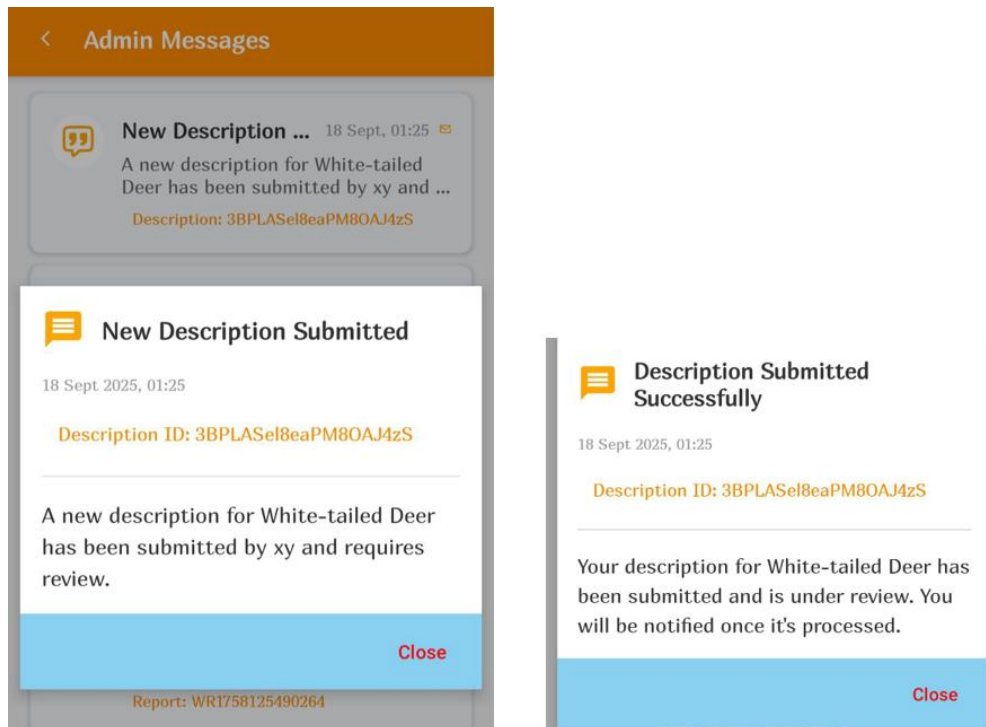 Admin Messages
New Description ... 18 Sept, 01:25
A new description for White-tailed
Deer has been submitted by xy and ...
Description: 3BPLASel8eaPM8OAJ4zS
New Description Submitted
18 Sept 2025, 01:25
Description ID: 3BPLASel8eaPM8OAJ4zS
A new description for White-tailed Deer
has been submitted by xy and requires
review.
Close
Report: WR1758125490264
Description Submitted
Successfully
18 Sept 2025, 01:25
Description ID: 3BPLASel8eaPM8OAJ4zS
Your description for White-tailed Deer has
been submitted and is under review. You
will be notified once it's processed.
Close